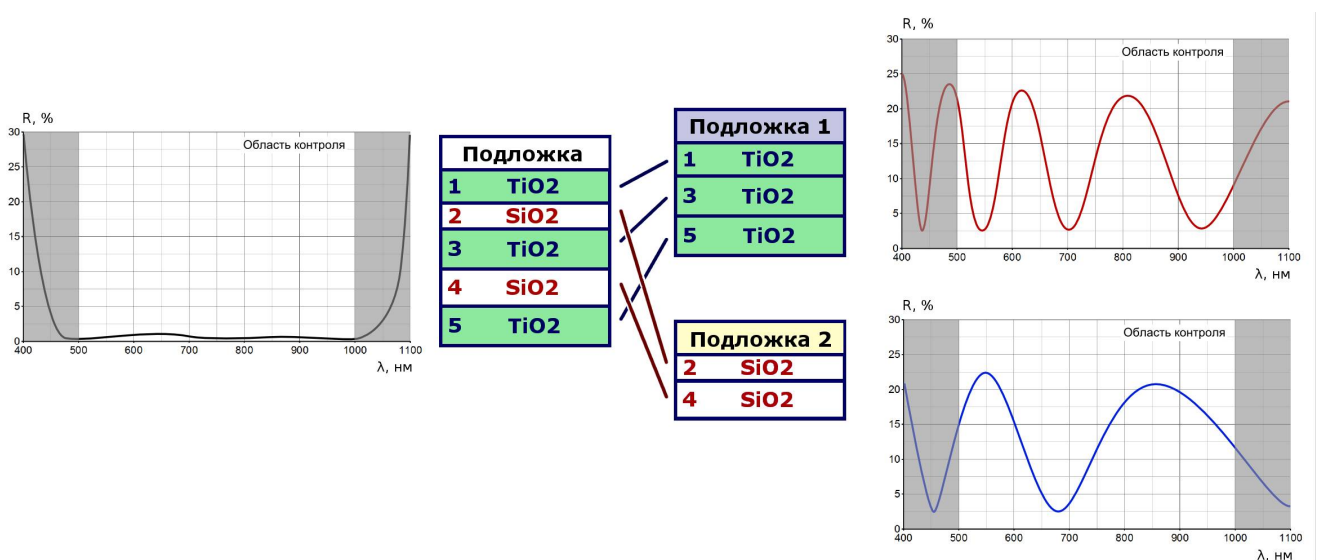 R, %
30
25
20
15
10
5
0
Область контроля
400 500 600 700 800 900 1000 1100
λ, нм
Подложка
1 TiO2
2 SiO2
3 TiO2
4 SiO2
5 TiO2
Подложка 1
1 TiO2
3 TiO2
5 TiO2
Подложка 2
2 SiO2
4 SiO2
R, %
30
25
20
15
10
5
0
Область контроля
400 500 600 700 800 900 1000 1100
λ, нм
R, %
30
25
20
15
10
5
0
Область контроля
400 500 600 700 800 900 1000 1100
λ, нм